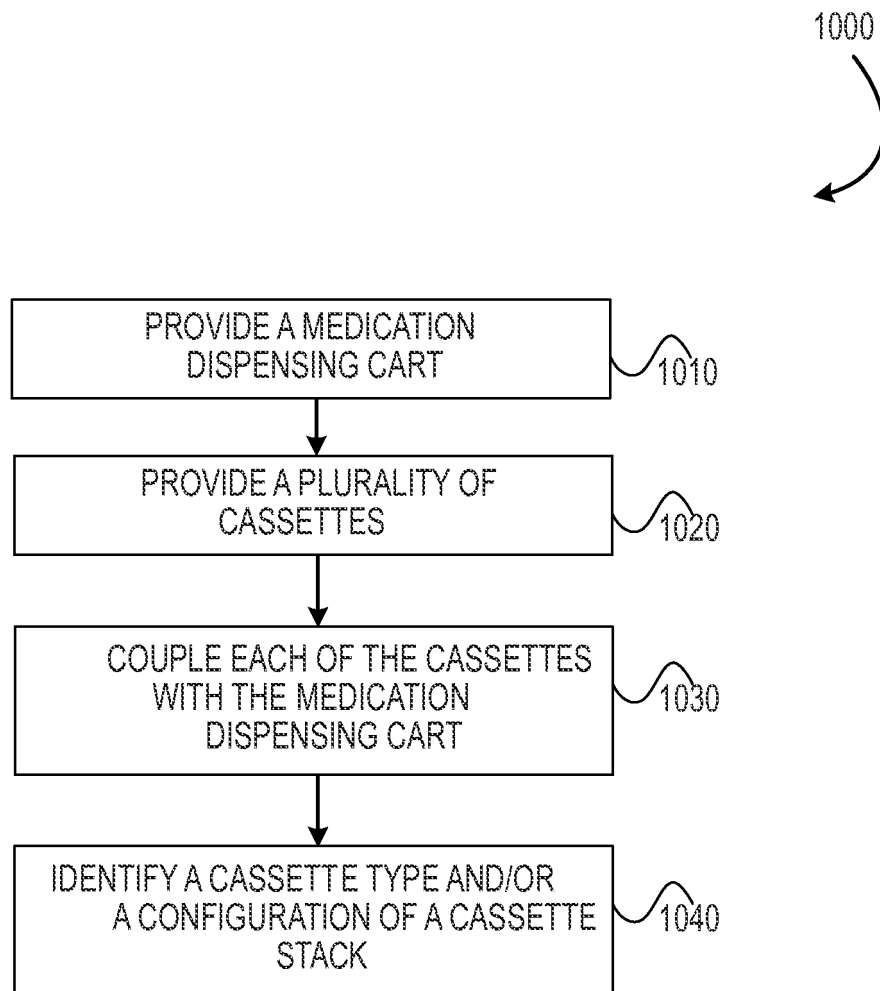 1000
PROVIDE A MEDICATION
DISPENSING CART
1010
PROVIDE A PLURALITY OF
CASSETTES
1020
COUPLE EACH OF THE CASSETTES
WITH THE MEDICATION
DISPENSING CART
1030
IDENTIFY A CASSETTE TYPE AND/OR
A CONFIGURATION OF A CASSETTE
STACK
1040